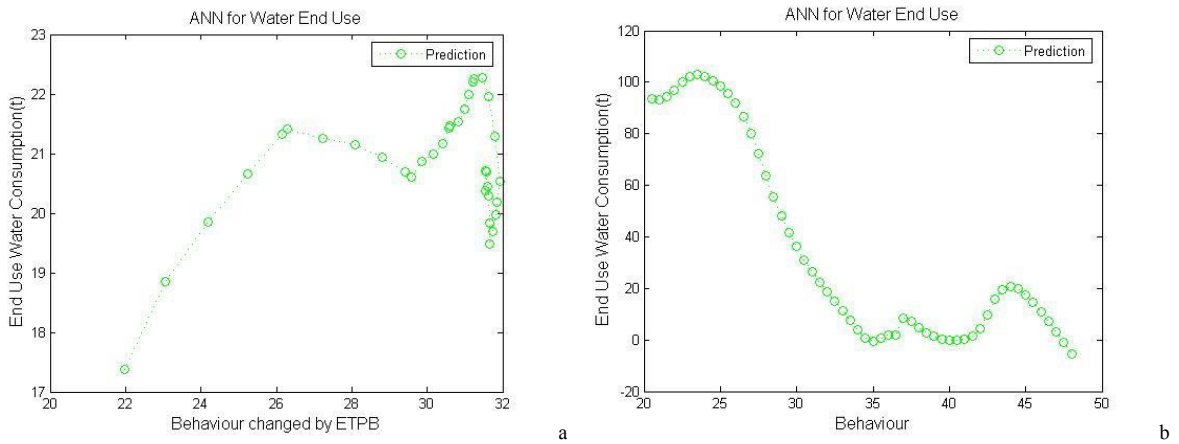 ANN for Water End Use
Prediction
End Use Water Consumption(t)
23
22
21
20
19
18
17
20 22 24 26 28 30 32
Behaviour changed by ETPB
a
ANN for Water End Use
Prediction
End Use Water Consumption(t)
120
100
80
60
40
20
0
-20
20 25 30 35 40 45 50
Behaviour
b